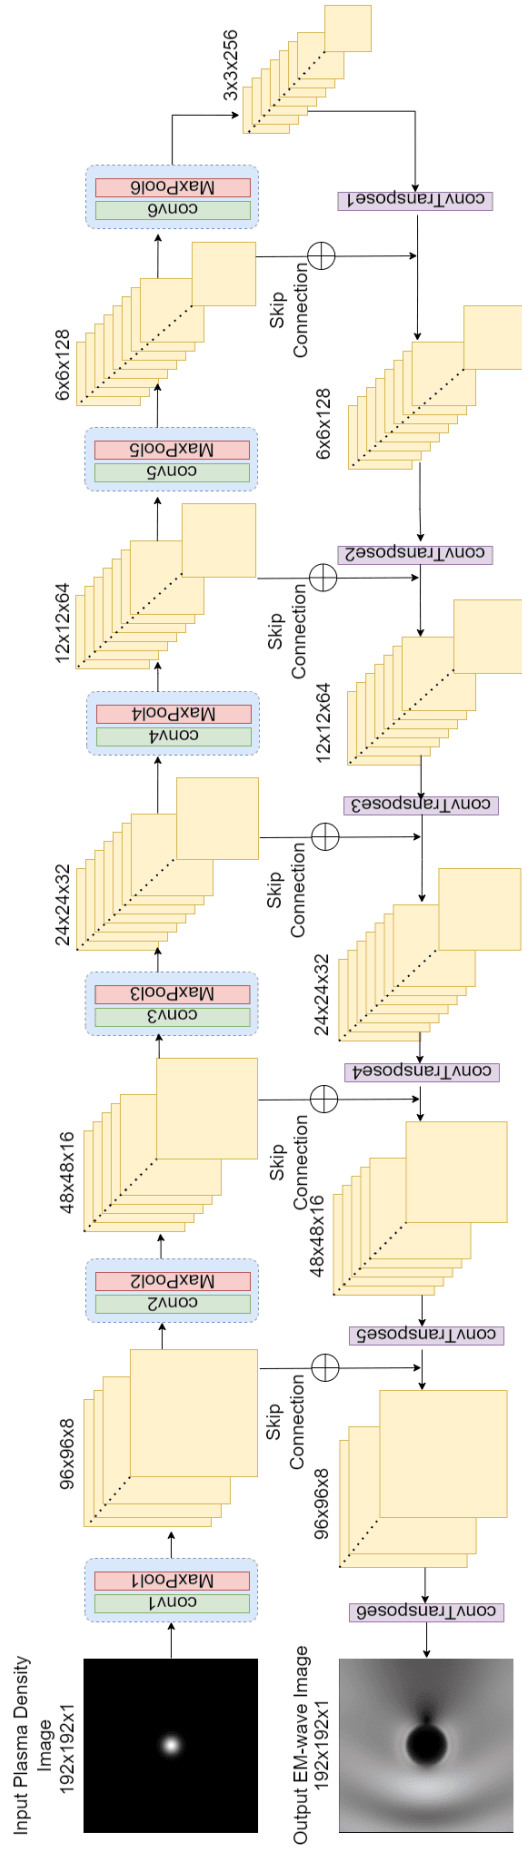 Input Plasma Density
Image
192x192x1
conv1
MaxPool1
96x96x8
conv2
MaxPool2
48x48x16
conv3
MaxPool3
24x24x32
conv4
MaxPool4
12x12x64
conv5
MaxPool5
6x6x128
conv6
MaxPool6
3x3x256
Skip
Connection
Skip
Connection
Skip
Connection
Skip
Connection
Skip
Connection
convTranspose1
6x6x128
convTranspose2
12x12x64
convTranspose3
24x24x32
convTranspose4
48x48x16
convTranspose5
96x96x8
convTranspose6
Output EM-wave Image
192x192x1